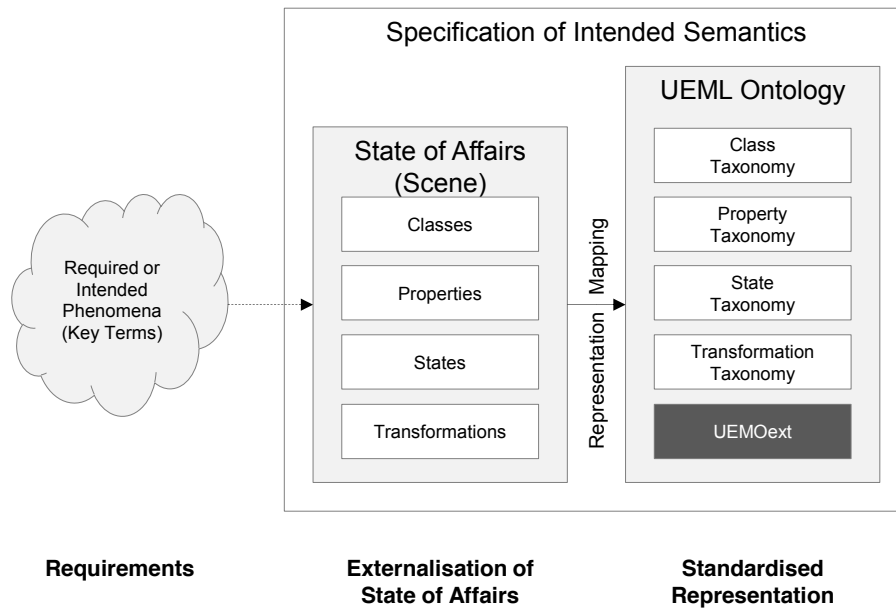 Specification of Intended Semantics
UEML Ontology
Class
Taxonomy
Property
Taxonomy
State
Taxonomy
Transformation
Taxonomy
UEMOext
State of Affairs
(Scene)
Classes
Properties
States
Transformations
Representation Mapping
Required or
Intended
Phenomena
(Key Terms)
Requirements
Externalisation of
State of Affairs
Standardised
Representation